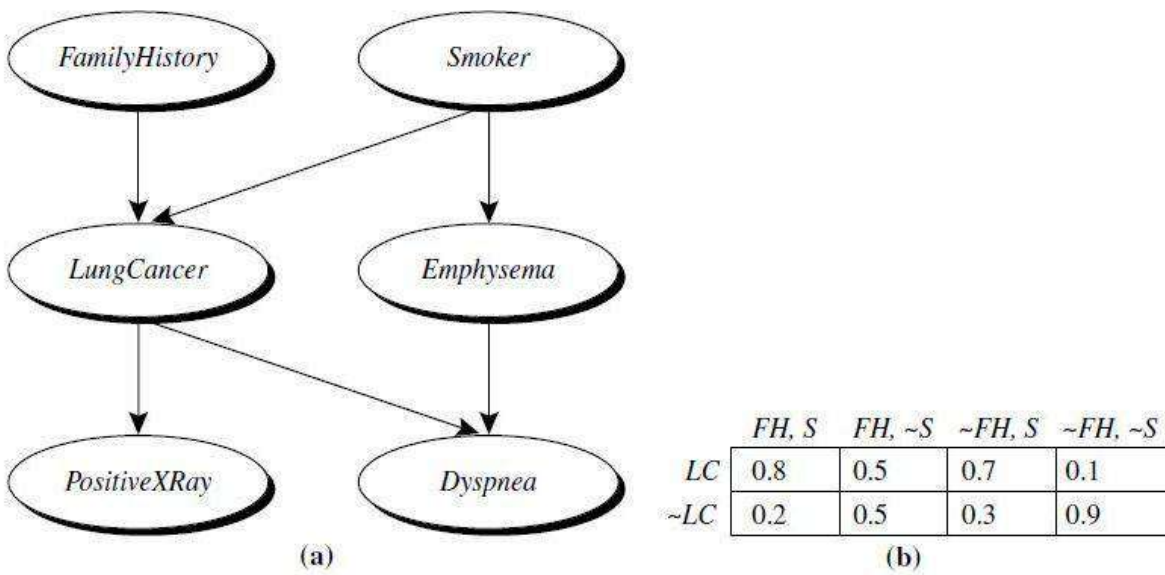 FamilyHistory Smoker
LungCancer Emphysema
PositiveXRay Dyspnea
(a)
FH, S FH, ~S ~FH, S ~FH, ~S
LC 0.8 0.5 0.7 0.1
~LC 0.2 0.5 0.3 0.9
(b)